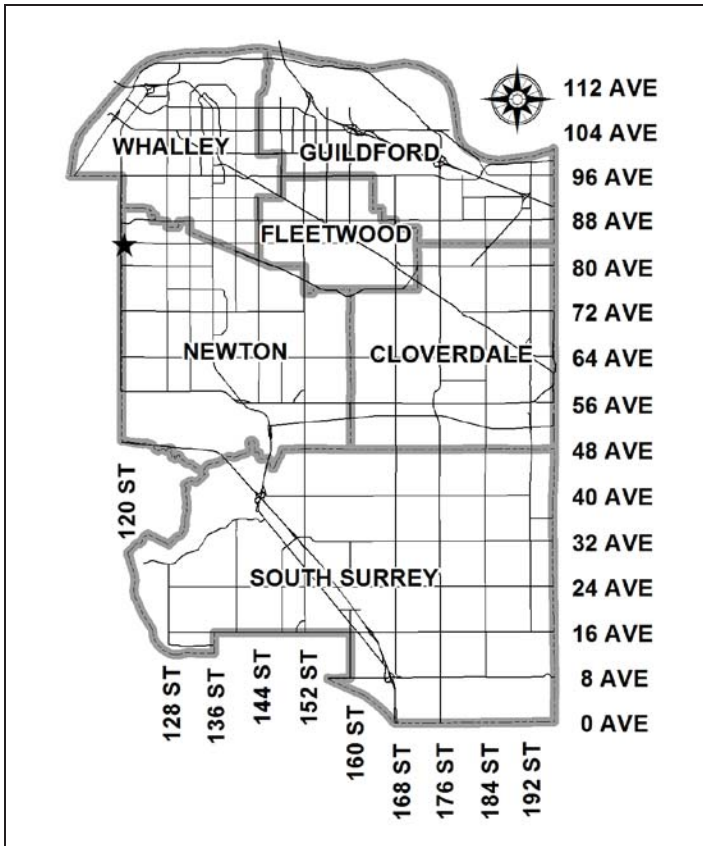 112 AVE
104 AVE
WHALLEY
GUILDFORD
96 AVE
88 AVE
FLEETWOOD
80 AVE
72 AVE
NEWTON
CLOVERDALE
64 AVE
56 AVE
48 AVE
120 ST
40 AVE
32 AVE
SOUTH SURREY
24 AVE
16 AVE
128 ST
136 ST
144 ST
152 ST
160 ST
8 AVE
0 AVE
168 ST
176 ST
184 ST
192 ST